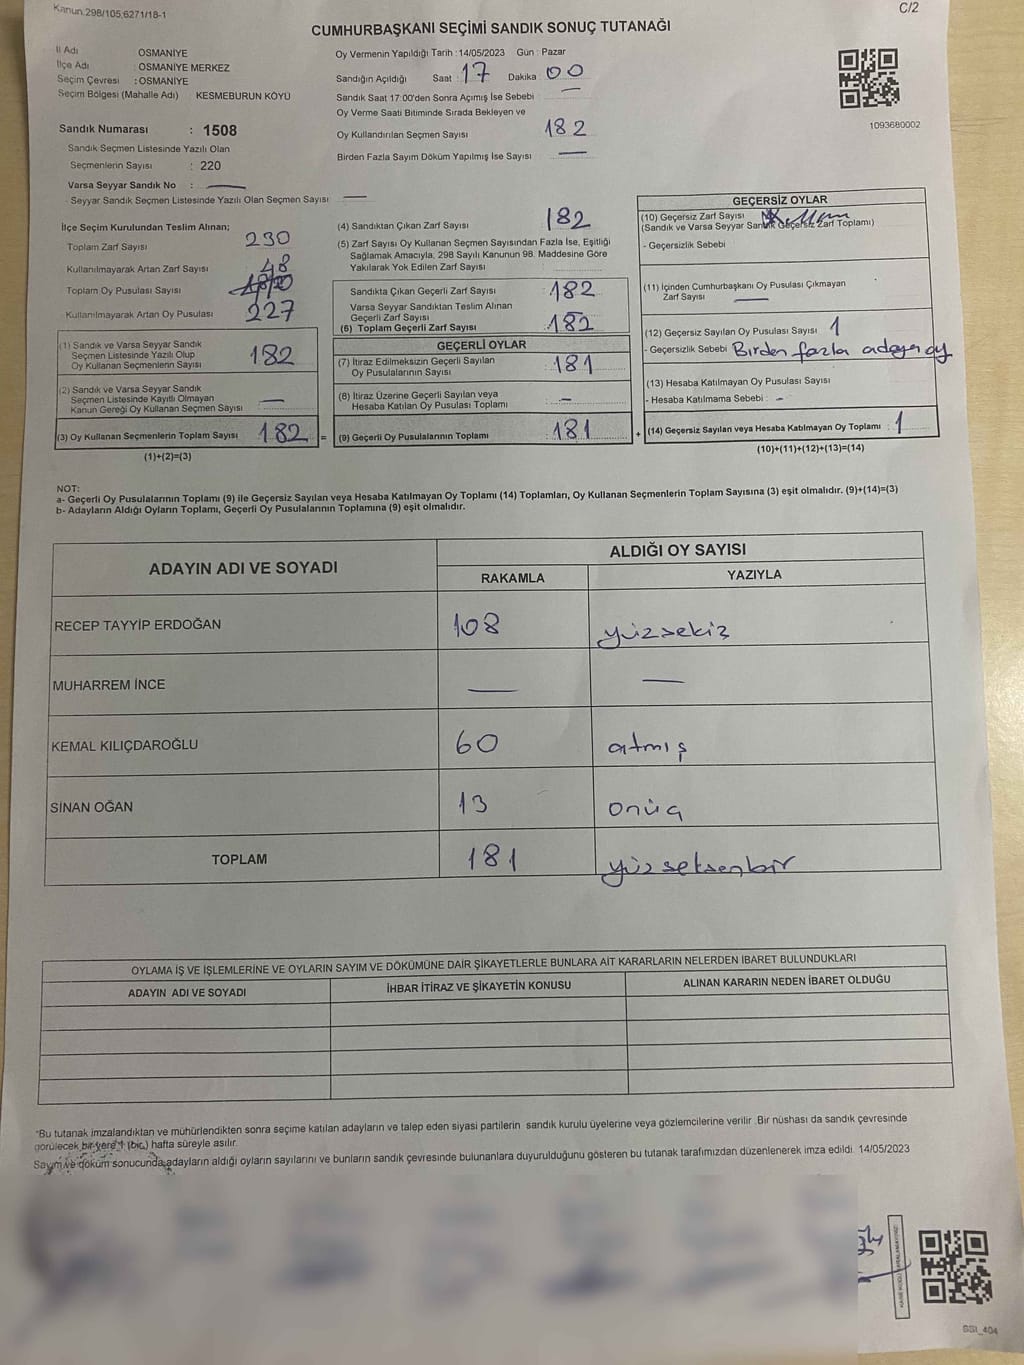 Kanun:298/105;6271/18-1
C/2
CUMHURBAŞKANI SEÇİMİ SANDIK SONUÇ TUTANAĞI
İl Adı OSMANİYE
İlçe Adı : OSMANİYE MERKEZ
Seçim Çevresi : OSMANİYE
Seçim Bölgesi (Mahalle Adı) KESMEBURUN KÖYÜ
Sandık Numarası : 1508
Sandık Seçmen Listesinde Yazılı Olan
Seçmenlerin Sayısı : 220
Varsa Seyyar Sandık No : —
- Seyyar Sandık Seçmen Listesinde Yazılı Olan Seçmen Sayısı —
Oy Vermenin Yapıldığı Tarih :14/05/2023 Gün : Pazar
Sandığın Açıldığı Saat : 17 Dakika : 00
Sandık Saat 17:00'den Sonra Açımış İse Sebebi —
Oy Verme Saati Bitiminde Sırada Bekleyen ve
Oy Kullandırılan Seçmen Sayısı 182
Birden Fazla Sayım Döküm Yapılmış İse Sayısı —
1093680002
İlçe Seçim Kurulundan Teslim Alınan;
Toplam Zarf Sayısı 230
Kullanılmayarak Artan Zarf Sayısı 48
Toplam Oy Pusulası Sayısı
Kullanılmayarak Artan Oy Pusulası 227
(1) Sandık ve Varsa Seyyar Sandık
Seçmen Listesinde Yazılı Olup
Oy Kullanan Seçmenlerin Sayısı 182
(2) Sandık ve Varsa Seyyar Sandık
Seçmen Listesinde Kayıtlı Olmayan
Kanun Gereği Oy Kullanan Seçmen Sayısı —
(3) Oy Kullanan Seçmenlerin Toplam Sayısı 182 =
(1)+(2)=(3)
(4) Sandıktan Çıkan Zarf Sayısı 182
(5) Zarf Sayısı Oy Kullanan Seçmen Sayısından Fazla İse, Eşitliği
Sağlamak Amacıyla, 298 Sayılı Kanunun 98. Maddesine Göre
Yakılarak Yok Edilen Zarf Sayısı
Sandıkta Çıkan Geçerli Zarf Sayısı : 182
Varsa Seyyar Sandıktan Teslim Alınan
Geçerli Zarf Sayısı : —
(6) Toplam Geçerli Zarf Sayısı : 182
GEÇERLİ OYLAR
(7) İtiraz Edilmeksizin Geçerli Sayılan
Oy Pusulalarının Sayısı : 181
(8) İtiraz Üzerine Geçerli Sayılan veya
Hesaba Katılan Oy Pusulası Toplamı : —
(9) Geçerli Oy Pusulalarının Toplamı : 181 +
GEÇERSİZ OYLAR
(10) Geçersiz Zarf Sayısı
(Sandık ve Varsa Seyyar Sandık Geçersiz Zarf Toplamı)
- Geçersizlik Sebebi
(11) İçinden Cumhurbaşkanı Oy Pusulası Çıkmayan
Zarf Sayısı —
(12) Geçersiz Sayılan Oy Pusulası Sayısı 1
- Geçersizlik Sebebi Birden fazla adaya oy
(13) Hesaba Katılmayan Oy Pusulası Sayısı
- Hesaba Katılmama Sebebi : —
(14) Geçersiz Sayılan veya Hesaba Katılmayan Oy Toplamı : 1
(10)+(11)+(12)+(13)=(14)
NOT:
a- Geçerli Oy Pusulalarının Toplamı (9) ile Geçersiz Sayılan veya Hesaba Katılmayan Oy Toplamı (14) Toplamları, Oy Kullanan Seçmenlerin Toplam Sayısına (3) eşit olmalıdır. (9)+(14)=(3)
b- Adayların Aldığı Oyların Toplamı, Geçerli Oy Pusulalarının Toplamına (9) eşit olmalıdır.
ADAYIN ADI VE SOYADI
ALDIĞI OY SAYISI
RAKAMLA YAZIYLA
RECEP TAYYİP ERDOĞAN 108 yüzsekiz
MUHARREM İNCE — —
KEMAL KILIÇDAROĞLU 60 atmış
SİNAN OĞAN 13 onüç
TOPLAM 181 yüzseksenbir
OYLAMA İŞ VE İŞLEMLERİNE VE OYLARIN SAYIM VE DÖKÜMÜNE DAİR ŞİKAYETLERLE BUNLARA AİT KARARLARIN NELERDEN İBARET BULUNDUKLARI
ADAYIN ADI VE SOYADI İHBAR İTİRAZ VE ŞİKAYETİN KONUSU ALINAN KARARIN NEDEN İBARET OLDUĞU
*Bu tutanak imzalandıktan ve mühürlendikten sonra seçime katılan adayların ve talep eden siyasi partilerin sandık kurulu üyelerine veya gözlemcilerine verilir. Bir nüshası da sandık çevresinde
görülecek bir yere 1 (bir) hafta süreyle asılır.
Sayım ve döküm sonucunda adayların aldığı oyların sayılarını ve bunların sandık çevresinde bulunanlara duyurulduğunu gösteren bu tutanak tarafımızdan düzenlenerek imza edildi. 14/05/2023
SSI_404